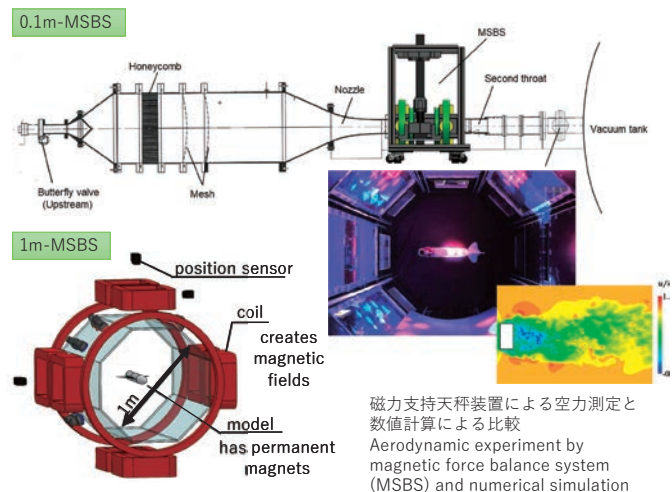 0.1m-MSBS
MSBS
Honeycomb
Nozzle
Second throat
Vacuum tank
Butterfly valve
(Upstream)
Mesh
1m-MSBS
position sensor
coil
creates
magnetic
fields
1m
model
has permanent
magnets
磁力支持天秤装置による空力測定と
数値計算による比較
Aerodynamic experiment by
magnetic force balance system
(MSBS) and numerical simulation